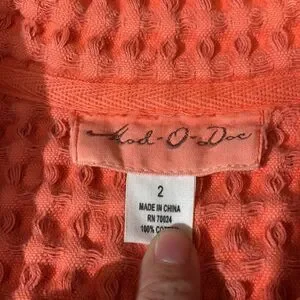 Mod-O-Doc
2
MADE IN CHINA
RN 70024
100% COTTON